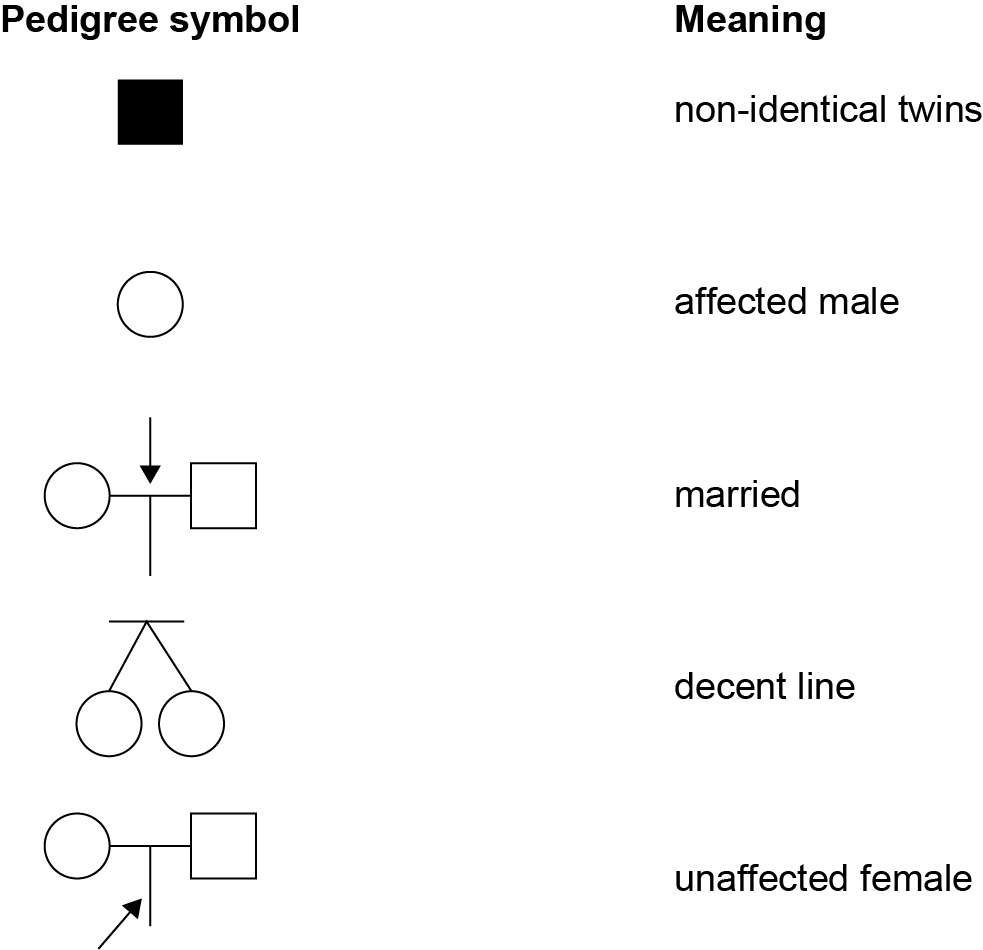 Pedigree symbol Meaning
non-identical twins
affected male
married
decent line
unaffected female